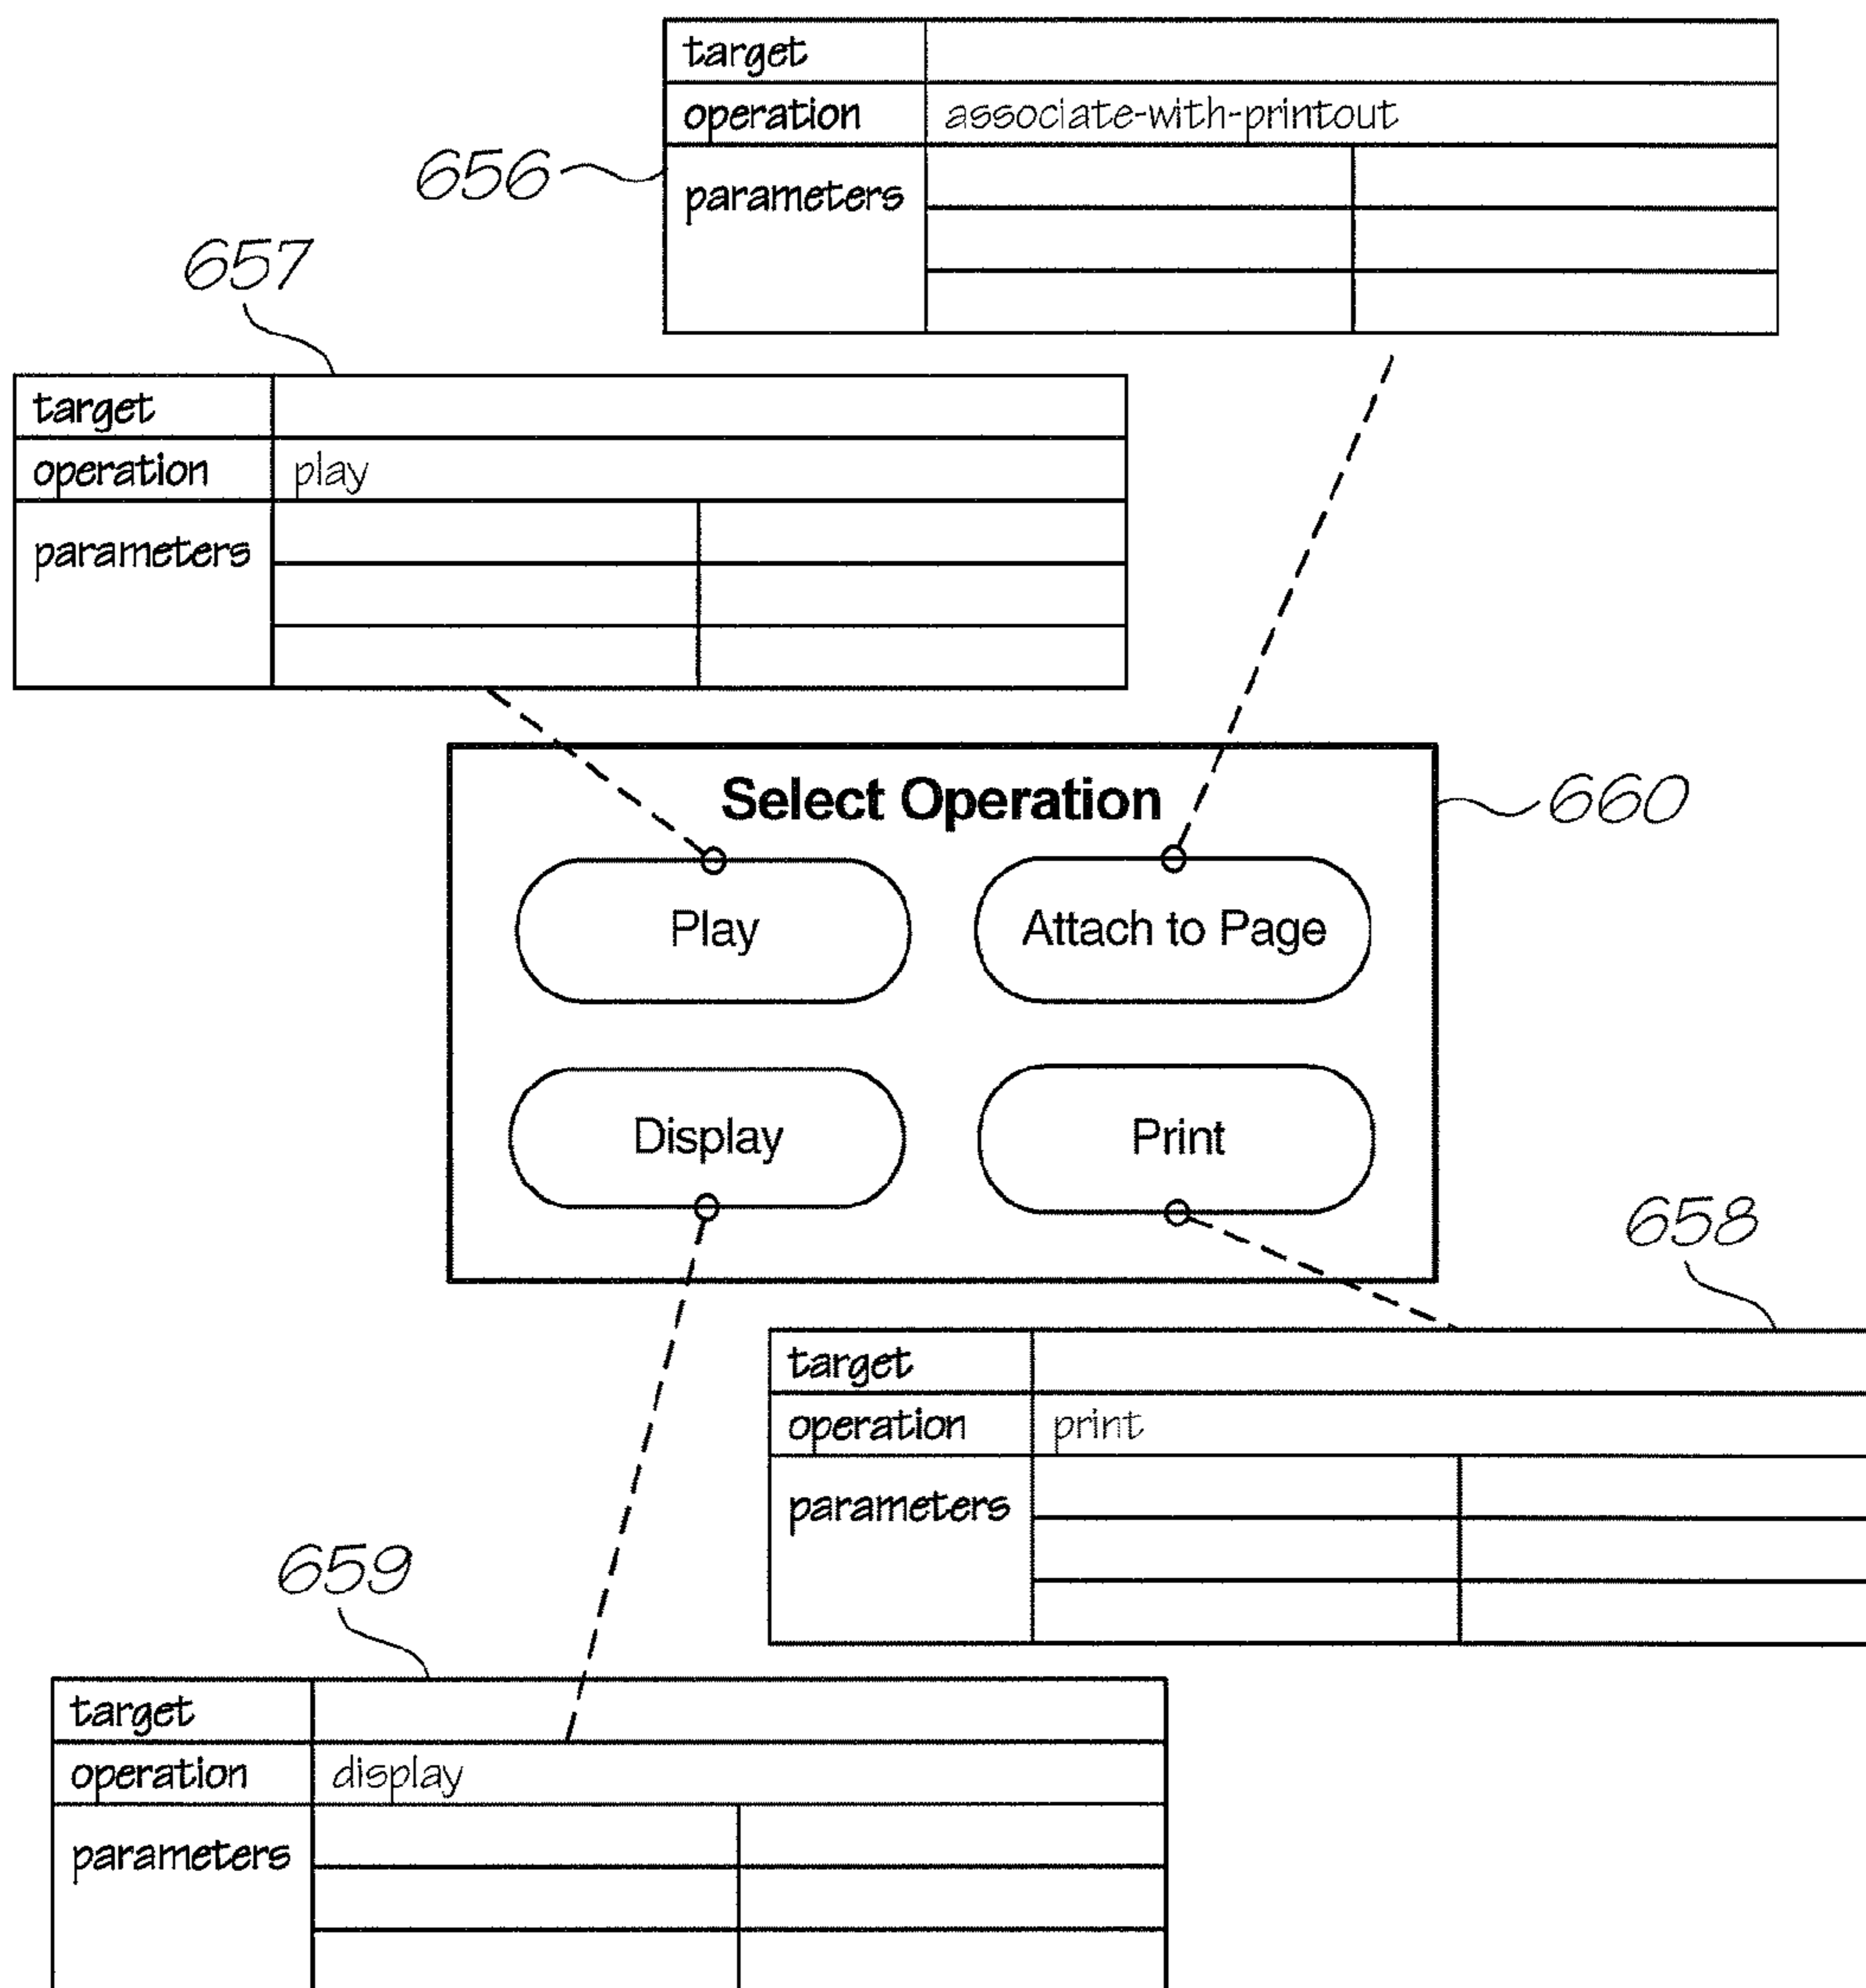 target
operation associate-with-printout
656
parameters
657
target
operation play
parameters
Select Operation
660
Play Attach to Page
Display Print
658
target
operation print
parameters
659
target
operation display
parameters